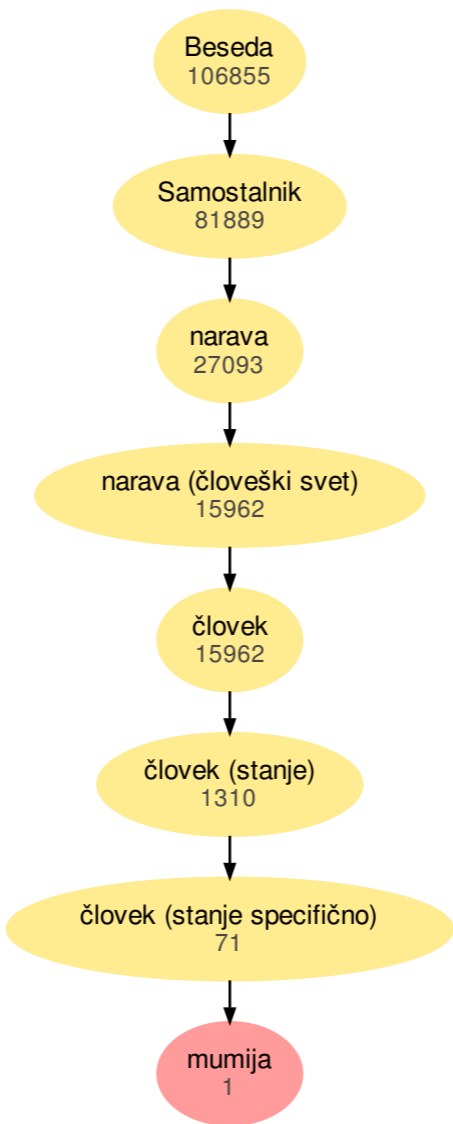 Beseda
106855
Samostalnik
81889
narava
27093
narava (človeški svet)
15962
človek
15962
človek (stanje)
1310
človek (stanje specifično)
71
mumija
1